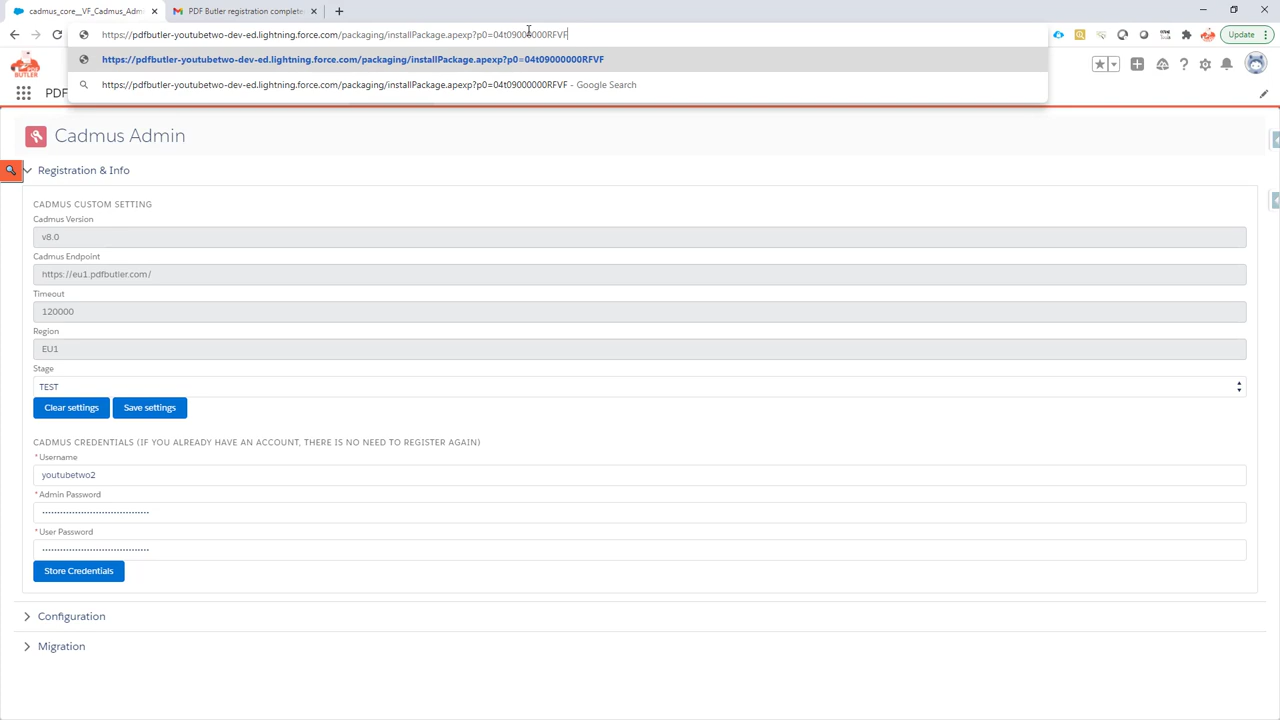 cadmus_core__VF_Cadmus_Adm
PDF Butler registration complete
https://pdfbutler-youtubetwo-dev-ed.lightning.force.com/packaging/installPackage.apexp?p0=04t09000000RFVF
Update
https://pdfbutler-youtubetwo-dev-ed.lightning.force.com/packaging/installPackage.apexp?p0=04t09000000RFVF
https://pdfbutler-youtubetwo-dev-ed.lightning.force.com/packaging/installPackage.apexp?p0=04t09000000RFVF - Google Search
BUTLER
PDF
Cadmus Admin
Registration & Info
CADMUS CUSTOM SETTING
Cadmus Version
v8.0
Cadmus Endpoint
https://eu1.pdfbutler.com/
Timeout
120000
Region
EU1
Stage
TEST
Clear settings
Save settings
CADMUS CREDENTIALS (IF YOU ALREADY HAVE AN ACCOUNT, THERE IS NO NEED TO REGISTER AGAIN)
*Username
youtubetwo2
*Admin Password
*User Password
Store Credentials
Configuration
Migration